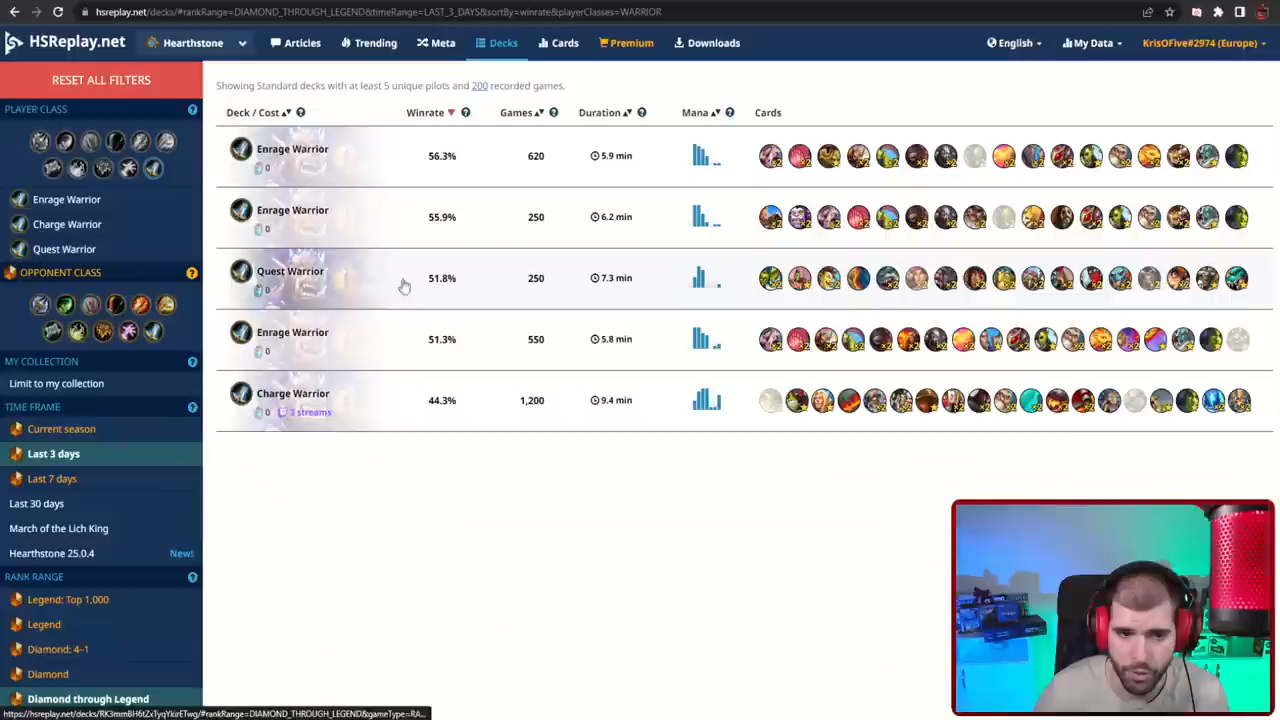 hsreplay.net/decks/#rankRange=DIAMOND_THROUGH_LEGEND&timeRange=LAST_3_DAYS&sortBy=winrate&playerClasses=WARRIOR
HSReplay.net
Hearthstone
Articles
Trending
Meta
Decks
Cards
Premium
Downloads
English
My Data
KrisOFive#2974 (Europe)
RESET ALL FILTERS
PLAYER CLASS
Enrage Warrior
Charge Warrior
Quest Warrior
OPPONENT CLASS
MY COLLECTION
Limit to my collection
TIME FRAME
Current season
Last 3 days
Last 7 days
Last 30 days
March of the Lich King
Hearthstone 25.0.4 New!
RANK RANGE
Legend: Top 1,000
Legend
Diamond: 4–1
Diamond
Diamond through Legend
Showing Standard decks with at least 5 unique pilots and 200 recorded games.
Deck / Cost Winrate Games Duration Mana Cards
Enrage Warrior
0
56.3% 620 5.9 min
Enrage Warrior
0
55.9% 250 6.2 min
Quest Warrior
0
51.8% 250 7.3 min
Enrage Warrior
0
51.3% 550 5.8 min
Charge Warrior
0 3 streams
44.3% 1,200 9.4 min